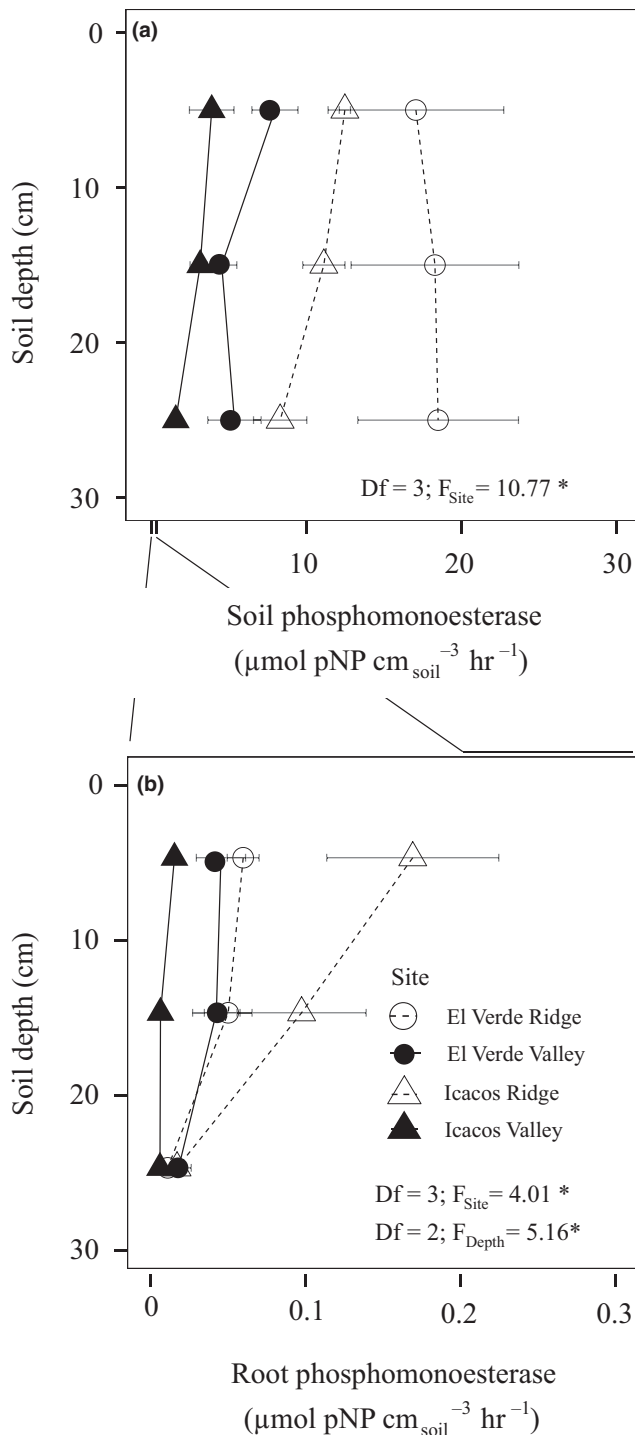 (a)
0
10
20
30
Soil depth (cm)
Df = 3; F_Site = 10.77 *
10
20
30
Soil phosphomonoesterase
(µmol pNP cm_soil^−3 hr^−1)
(b)
0
10
20
30
Soil depth (cm)
Site
El Verde Ridge
El Verde Valley
Icacos Ridge
Icacos Valley
Df = 3; F_Site = 4.01 *
Df = 2; F_Depth = 5.16*
0
0.1
0.2
0.3
Root phosphomonoesterase
(µmol pNP cm_soil^−3 hr^−1)